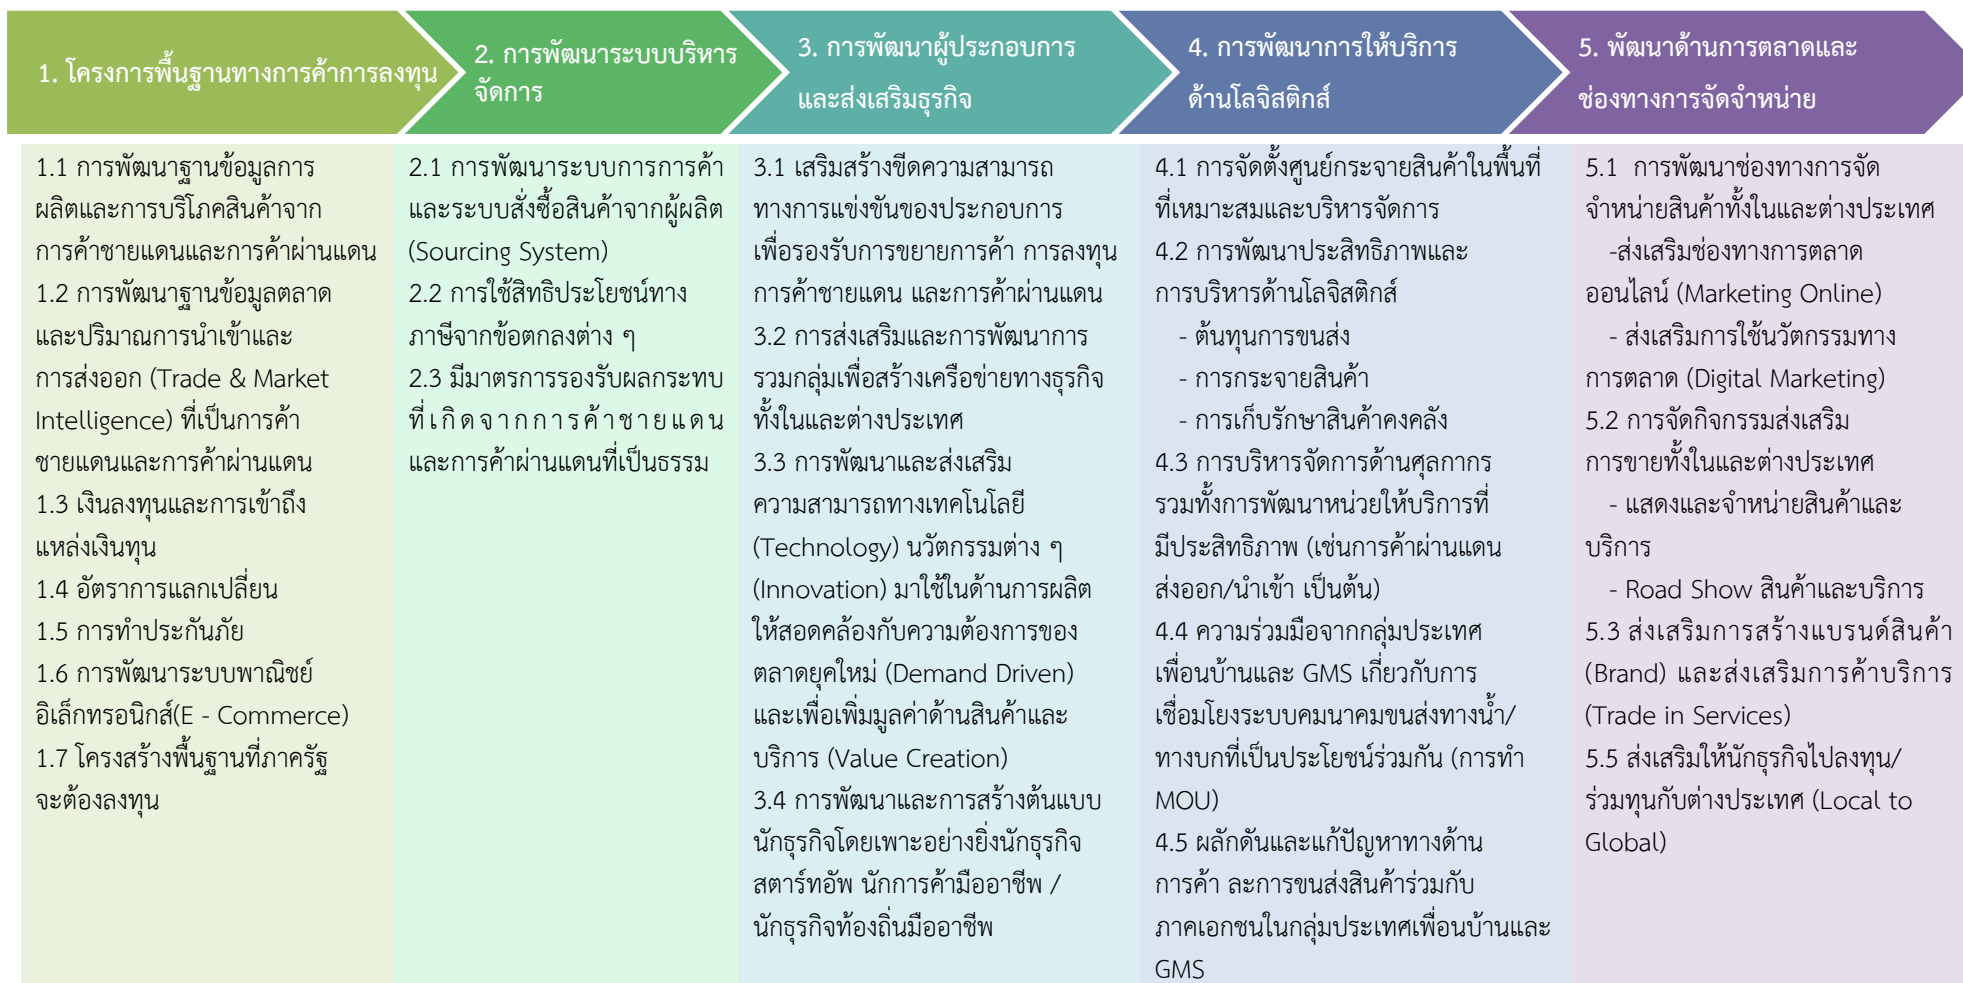 1. โครงการพื้นฐานทางการค้าการลงทุน
2. การพัฒนาระบบบริหาร
จัดการ
3. การพัฒนาผู้ประกอบการ
และส่งเสริมธุรกิจ
4. การพัฒนาการให้บริการ
ด้านโลจิสติกส์
5. พัฒนาด้านการตลาดและ
ช่องทางการจัดจำหน่าย
1.1 การพัฒนาฐานข้อมูลการ
ผลิตและการบริโภคสินค้าจาก
การค้าชายแดนและการค้าผ่านแดน
1.2 การพัฒนาฐานข้อมูลตลาด
และปริมาณการนำเข้าและ
การส่งออก (Trade & Market
Intelligence) ที่เป็นการค้า
ชายแดนและการค้าผ่านแดน
1.3 เงินลงทุนและการเข้าถึง
แหล่งเงินทุน
1.4 อัตราการแลกเปลี่ยน
1.5 การทำประกันภัย
1.6 การพัฒนาระบบพาณิชย์
อิเล็กทรอนิกส์(E - Commerce)
1.7 โครงสร้างพื้นฐานที่ภาครัฐ
จะต้องลงทุน
2.1 การพัฒนาระบบการการค้า
และระบบสั่งซื้อสินค้าจากผู้ผลิต
(Sourcing System)
2.2 การใช้สิทธิประโยชน์ทาง
ภาษีจากข้อตกลงต่าง ๆ
2.3 มีมาตรการรองรับผลกระทบ
ที่เกิดจากการค้าชายแดน
และการค้าผ่านแดนที่เป็นธรรม
3.1 เสริมสร้างขีดความสามารถ
ทางการแข่งขันของประกอบการ
เพื่อรองรับการขยายการค้า การลงทุน
การค้าชายแดน และการค้าผ่านแดน
3.2 การส่งเสริมและการพัฒนาการ
รวมกลุ่มเพื่อสร้างเครือข่ายทางธุรกิจ
ทั้งในและต่างประเทศ
3.3 การพัฒนาและส่งเสริม
ความสามารถทางเทคโนโลยี
(Technology) นวัตกรรมต่าง ๆ
(Innovation) มาใช้ในด้านการผลิต
ให้สอดคล้องกับความต้องการของ
ตลาดยุคใหม่ (Demand Driven)
และเพื่อเพิ่มมูลค่าด้านสินค้าและ
บริการ (Value Creation)
3.4 การพัฒนาและการสร้างต้นแบบ
นักธุรกิจโดยเพาะอย่างยิ่งนักธุรกิจ
สตาร์ทอัพ นักการค้ามืออาชีพ /
นักธุรกิจท้องถิ่นมืออาชีพ
4.1 การจัดตั้งศูนย์กระจายสินค้าในพื้นที่
ที่เหมาะสมและบริหารจัดการ
4.2 การพัฒนาประสิทธิภาพและ
การบริหารด้านโลจิสติกส์
- ต้นทุนการขนส่ง
- การกระจายสินค้า
- การเก็บรักษาสินค้าคงคลัง
4.3 การบริหารจัดการด้านศุลกากร
รวมทั้งการพัฒนาหน่วยให้บริการที่
มีประสิทธิภาพ (เช่นการค้าผ่านแดน
ส่งออก/นำเข้า เป็นต้น)
4.4 ความร่วมมือจากกลุ่มประเทศ
เพื่อนบ้านและ GMS เกี่ยวกับการ
เชื่อมโยงระบบคมนาคมขนส่งทางน้ำ/
ทางบกที่เป็นประโยชน์ร่วมกัน (การทำ
MOU)
4.5 ผลักดันและแก้ปัญหาทางด้าน
การค้า ละการขนส่งสินค้าร่วมกับ
ภาคเอกชนในกลุ่มประเทศเพื่อนบ้านและ
GMS
5.1 การพัฒนาช่องทางการจัด
จำหน่ายสินค้าทั้งในและต่างประเทศ
-ส่งเสริมช่องทางการตลาด
ออนไลน์ (Marketing Online)
- ส่งเสริมการใช้นวัตกรรมทาง
การตลาด (Digital Marketing)
5.2 การจัดกิจกรรมส่งเสริม
การขายทั้งในและต่างประเทศ
- แสดงและจำหน่ายสินค้าและ
บริการ
- Road Show สินค้าและบริการ
5.3 ส่งเสริมการสร้างแบรนด์สินค้า
(Brand) และส่งเสริมการค้าบริการ
(Trade in Services)
5.5 ส่งเสริมให้นักธุรกิจไปลงทุน/
ร่วมทุนกับต่างประเทศ (Local to
Global)